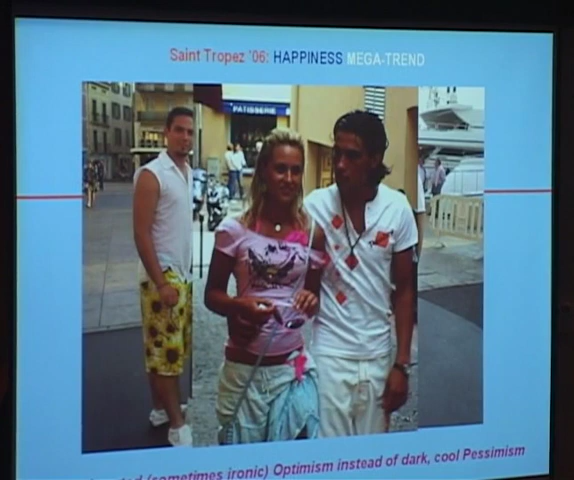 Saint Tropez '06: HAPPINESS MEGA-TREND
PATISSERIE
(sometimes ironic) Optimism instead of dark, cool Pessimism